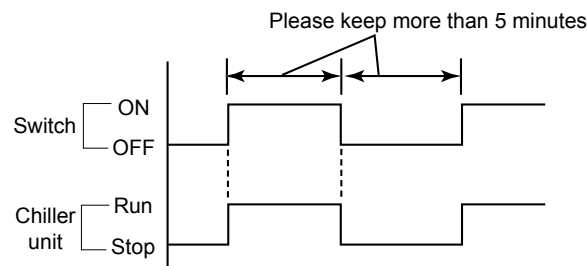 Please keep more than 5 minutes
ON
Switch
OFF
Run
Chiller
unit
Stop